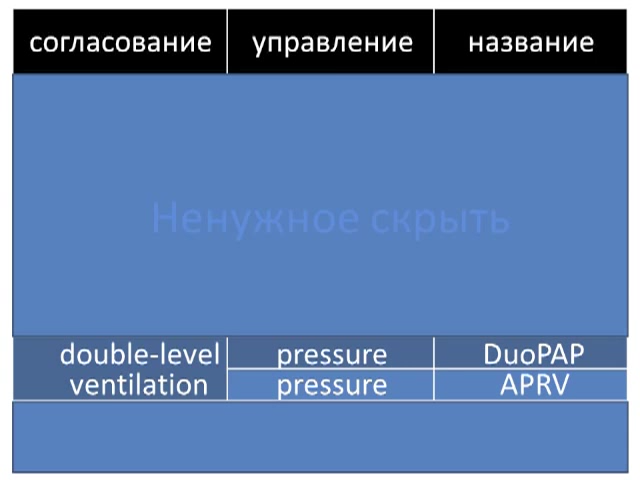 согласование управление название
Ненужное скрыть
double-level pressure DuoPAP
ventilation pressure APRV